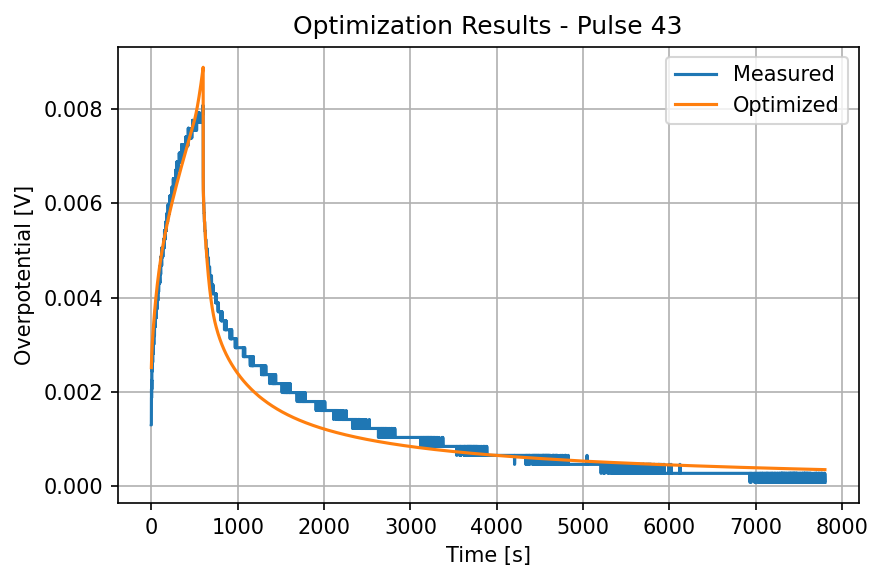 Optimization Results - Pulse 43
Measured
Optimized
Overpotential [V]
0.008
0.006
0.004
0.002
0.000
0 1000 2000 3000 4000 5000 6000 7000 8000
Time [s]